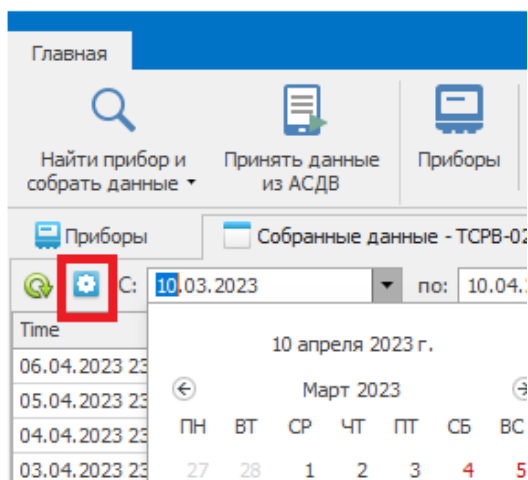 Главная
Найти прибор и
собрать данные
Принять данные
из АСДВ
Приборы
Приборы
Собранные данные - ТСРВ-02
С: 10.03.2023 по: 10.04.
Time
06.04.2023 23
05.04.2023 23
04.04.2023 23
03.04.2023 23
10 апреля 2023 г.
Март 2023
ПН ВТ СР ЧТ ПТ СБ ВС
27 28 1 2 3 4 5